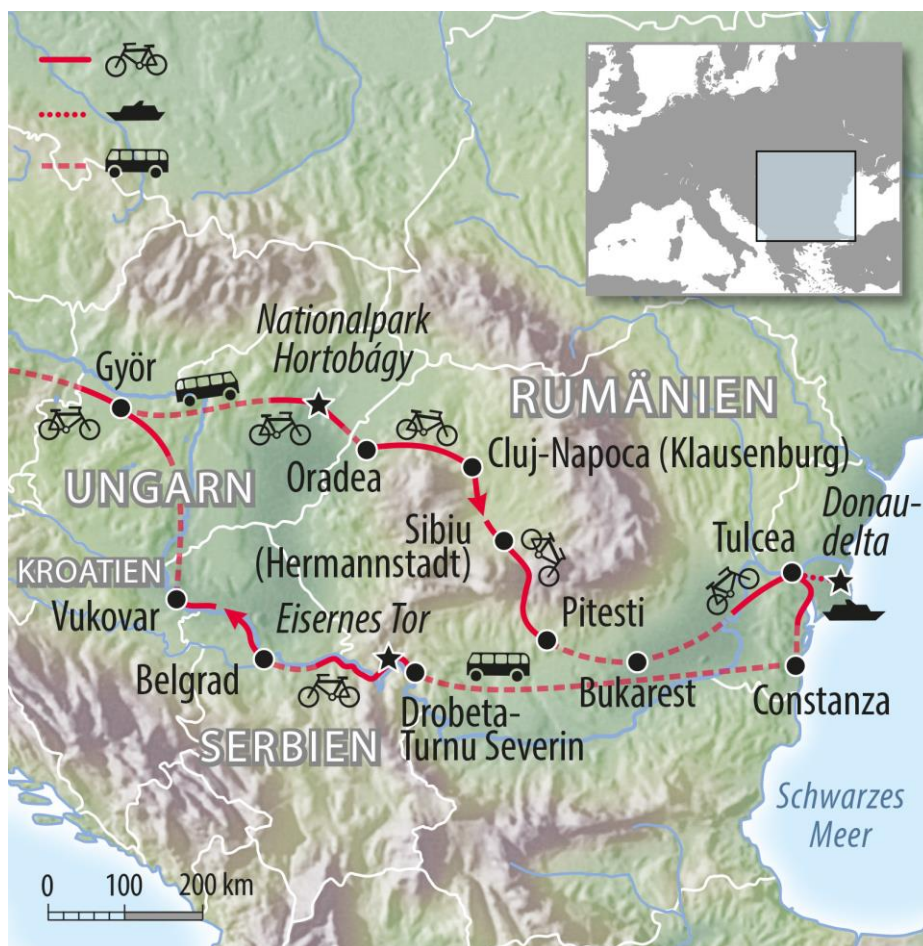 Nationalpark
Hortobágy
Györ
RUMÄNIEN
Oradea
Cluj-Napoca (Klausenburg)
UNGARN
Donau-
delta
Sibiu
(Hermannstadt)
Tulcea
KROATIEN
Vukovar
Eisernes Tor
Pitesti
Belgrad
Bukarest
Constanza
Drobeta-
Turnu Severin
SERBIEN
Schwarzes
Meer
0 100 200 km